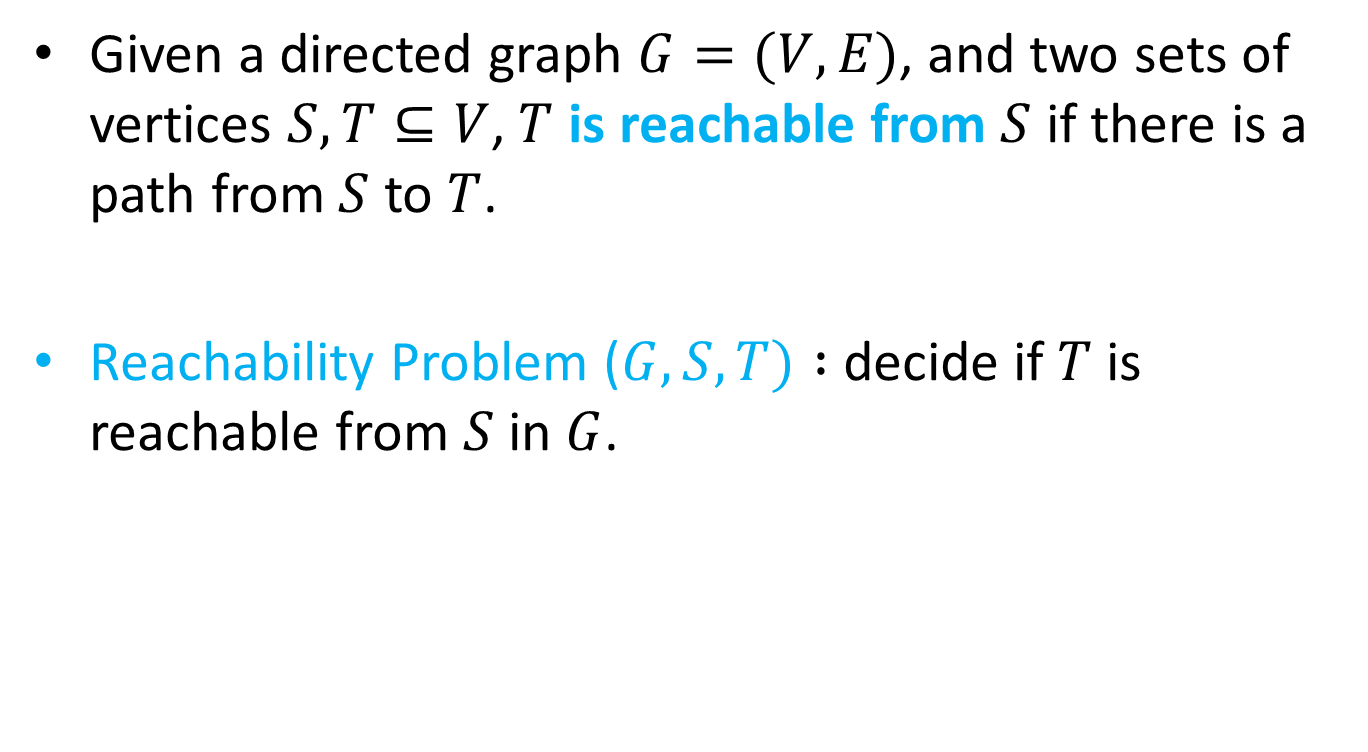 • Given a directed graph 𝐺 = (𝑉, 𝐸), and two sets of
vertices 𝑆, 𝑇 ⊆ 𝑉, 𝑇 is reachable from 𝑆 if there is a
path from 𝑆 to 𝑇.
• Reachability Problem (𝐺, 𝑆, 𝑇) : decide if 𝑇 is
reachable from 𝑆 in 𝐺.